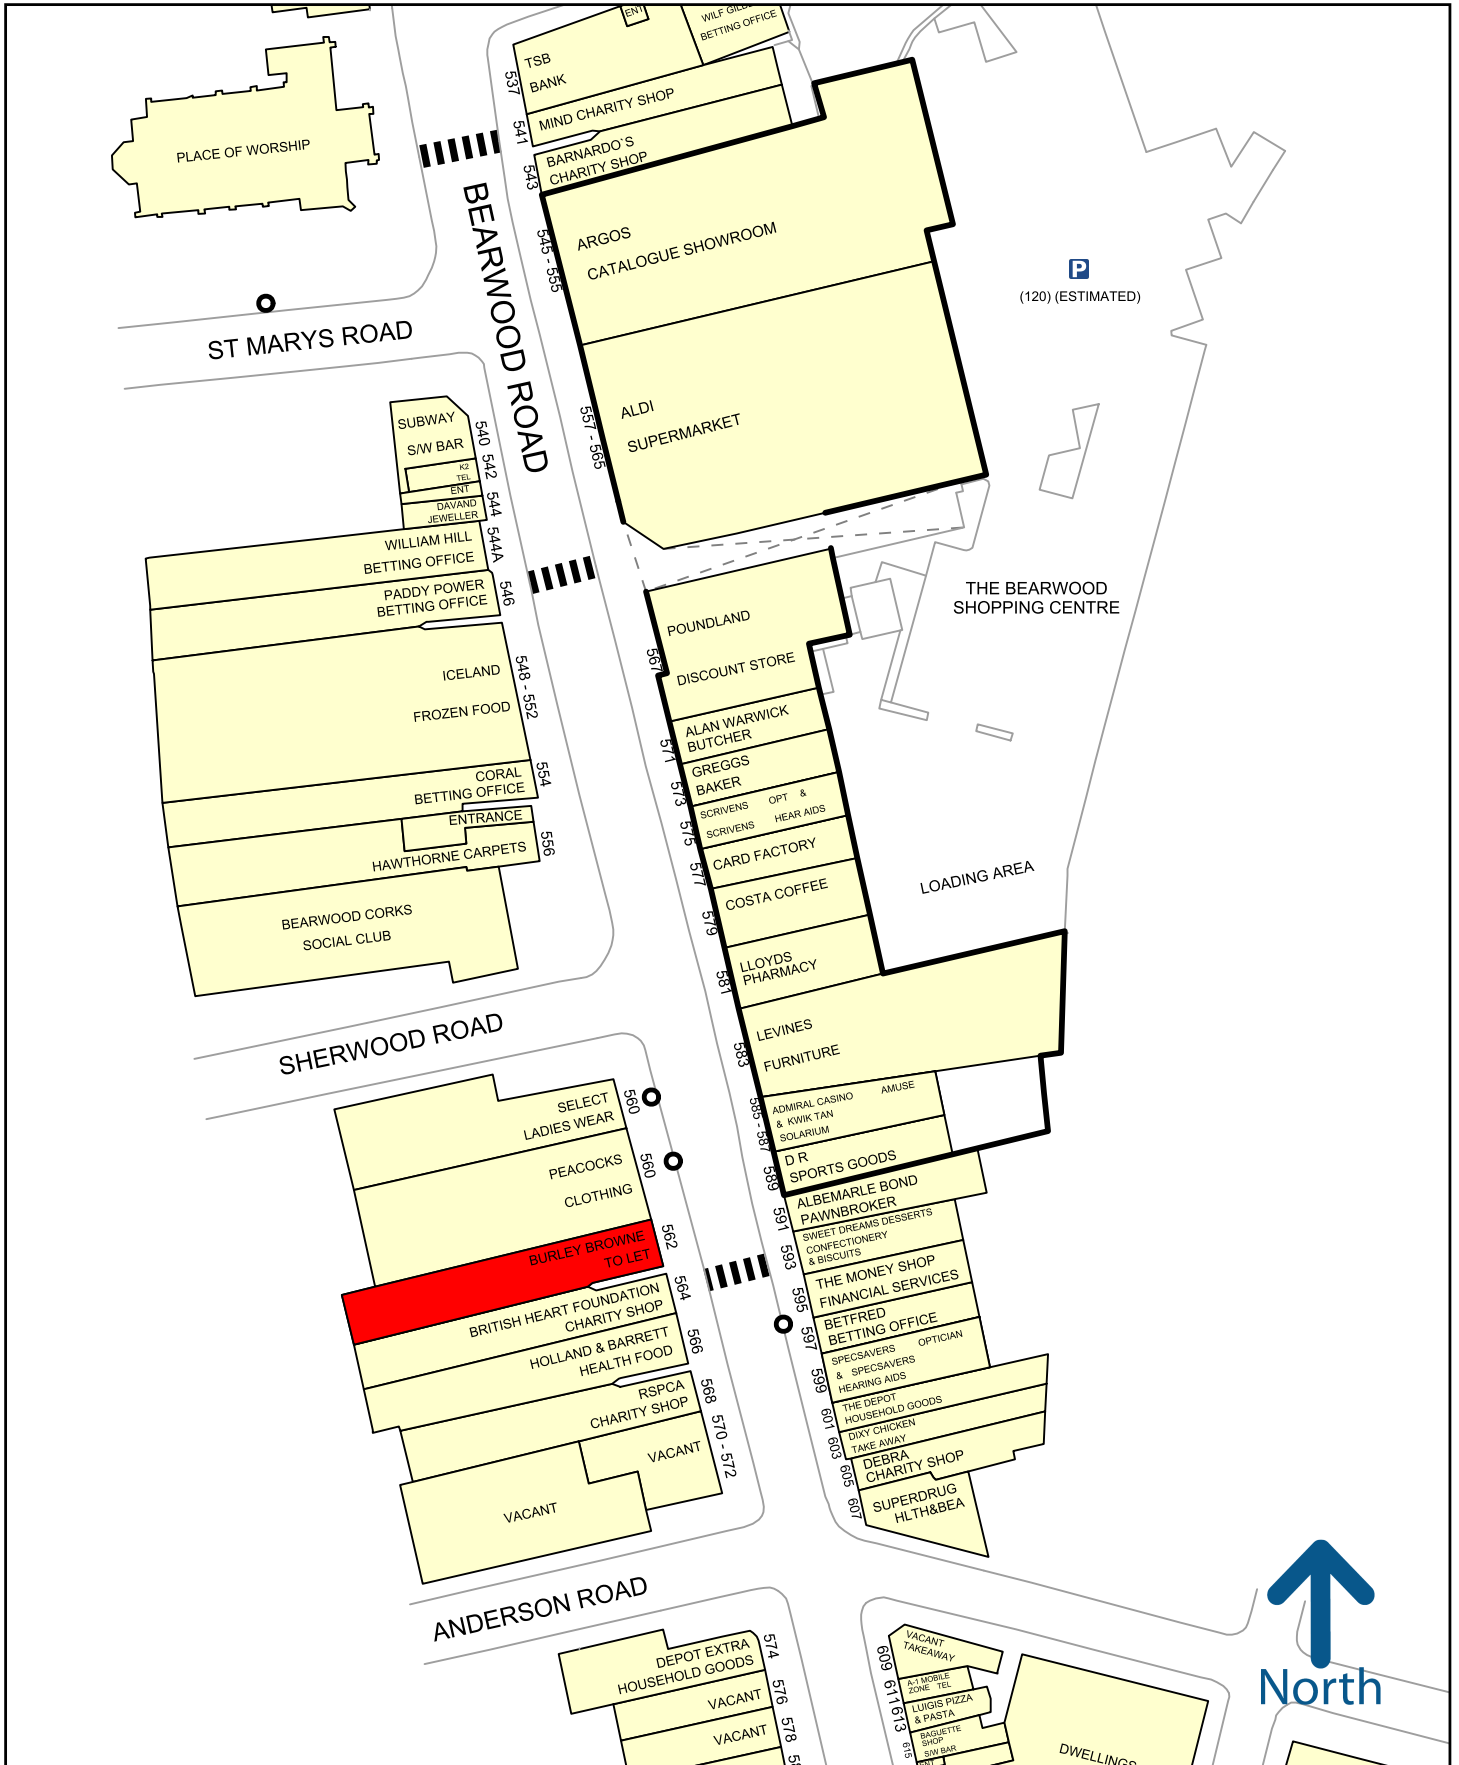 ENT
WILF
BETTING OFFICE
TSB
BANK
537
MIND CHARITY SHOP
541
BARNARDO`S
CHARITY SHOP
543
PLACE OF WORSHIP
BEARWOOD ROAD
ARGOS
CATALOGUE SHOWROOM
545 - 555
P
(120) (ESTIMATED)
ST MARYS ROAD
ALDI
SUPERMARKET
557 - 565
SUBWAY
S/W BAR
540
K2
TEL
542
ENT
DAVAND
JEWELLER
544
WILLIAM HILL
BETTING OFFICE
544A
PADDY POWER
BETTING OFFICE
546
ICELAND
FROZEN FOOD
548 - 552
CORAL
BETTING OFFICE
554
ENTRANCE
HAWTHORNE CARPETS
556
BEARWOOD CORKS
SOCIAL CLUB
THE BEARWOOD
SHOPPING CENTRE
POUNDLAND
DISCOUNT STORE
567
ALAN WARWICK
BUTCHER
571
GREGGS
BAKER
573
SCRIVENS OPT &
SCRIVENS HEAR AIDS
575
CARD FACTORY
577
COSTA COFFEE
579
LLOYDS
PHARMACY
581
LOADING AREA
LEVINES
FURNITURE
583
SHERWOOD ROAD
ADMIRAL CASINO AMUSE
& KWIK TAN
SOLARIUM
585 - 587
D R
SPORTS GOODS
589
SELECT
LADIES WEAR
560
PEACOCKS
CLOTHING
560
BURLEY BROWNE
TO LET
562
BRITISH HEART FOUNDATION
CHARITY SHOP
564
HOLLAND & BARRETT
HEALTH FOOD
566
RSPCA
CHARITY SHOP
568
VACANT
570 - 572
VACANT
ALBEMARLE BOND
PAWNBROKER
591
SWEET DREAMS DESSERTS
CONFECTIONERY
& BISCUITS
593
THE MONEY SHOP
FINANCIAL SERVICES
595
BETFRED
BETTING OFFICE
597
SPECSAVERS OPTICIAN
& SPECSAVERS
HEARING AIDS
599
THE DEPOT
HOUSEHOLD GOODS
601
DIXY CHICKEN
TAKE AWAY
603
DEBRA
CHARITY SHOP
605
SUPERDRUG
HLTH&BEA
607
ANDERSON ROAD
DEPOT EXTRA
HOUSEHOLD GOODS
574
VACANT
576
VACANT
578
VACANT
TAKEAWAY
609
A-1 MOBILE
ZONE TEL
611
LUIGIS PIZZA
& PASTA
613
BAGUETTE
SHOP
S/W BAR
615
DWELLINGS
North